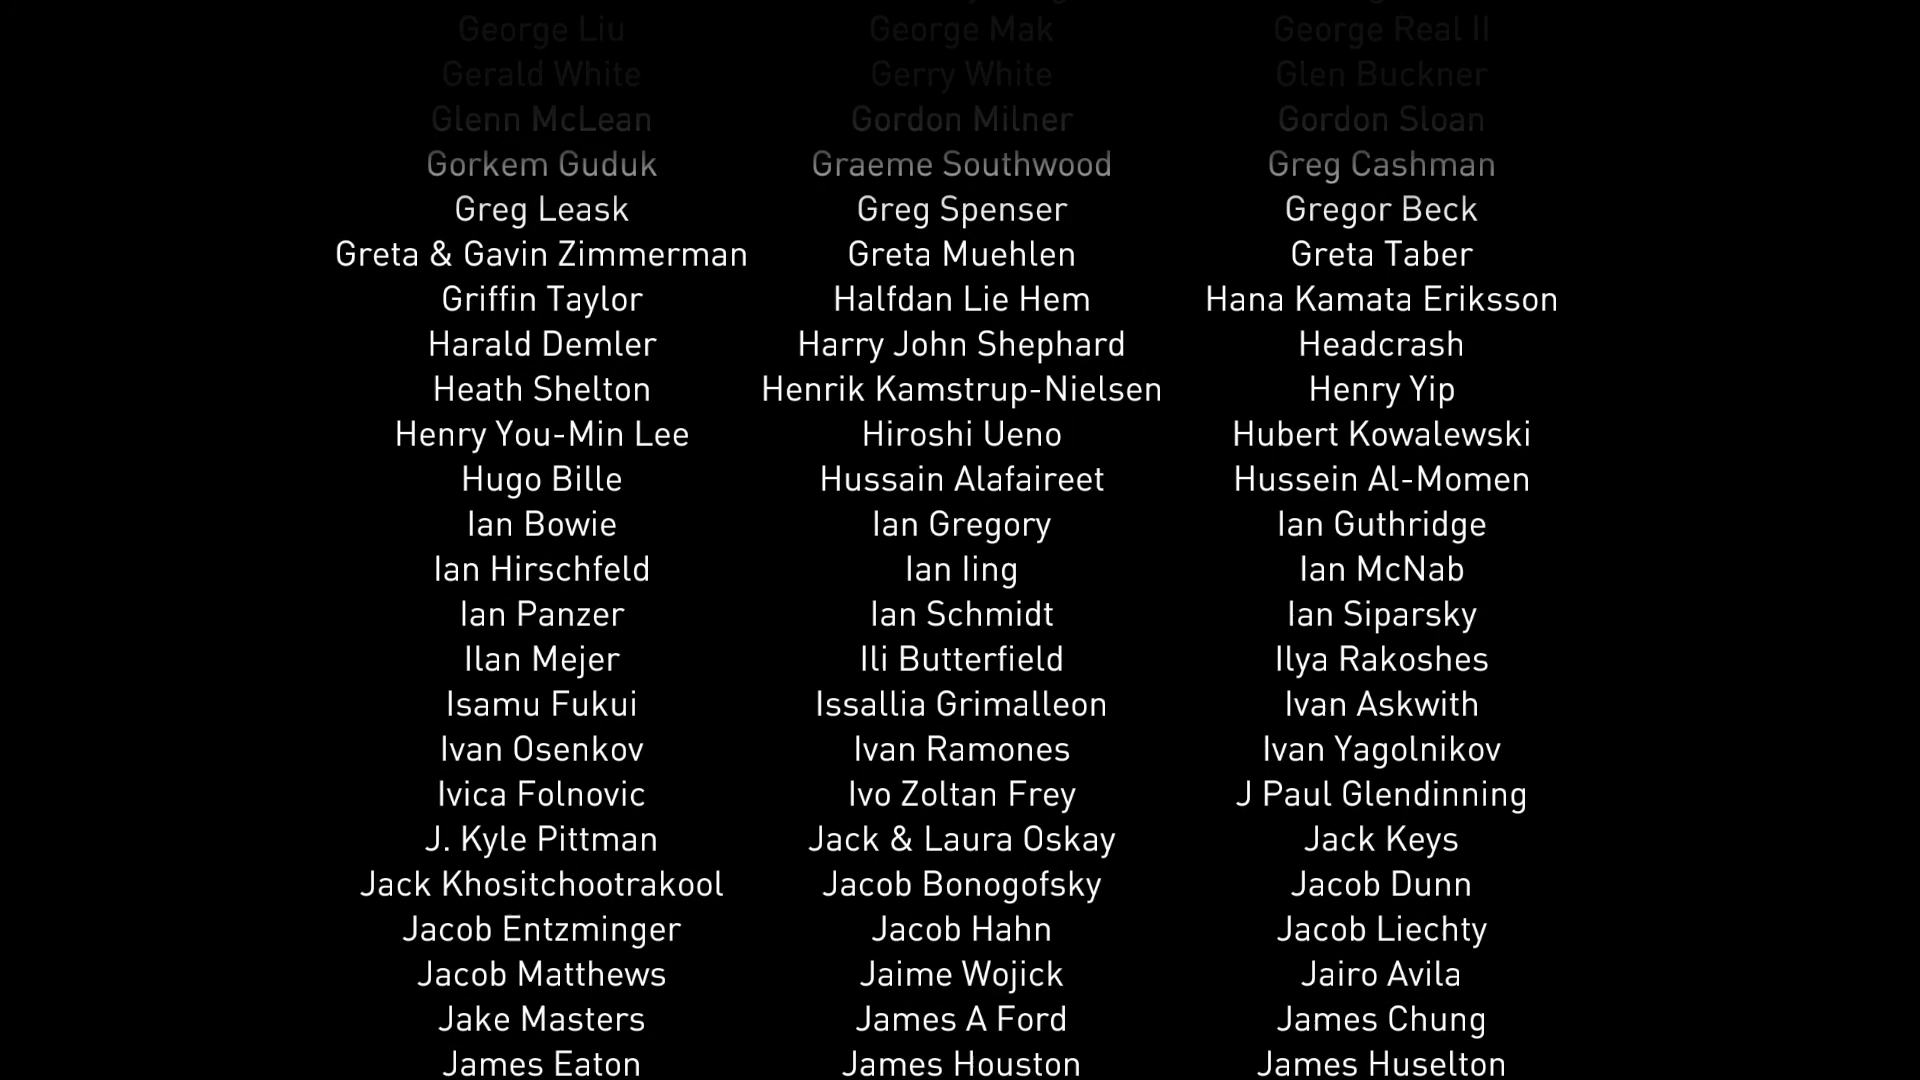 George Liu George Mak George Real II
Gerald White Gerry White Glen Buckner
Glenn McLean Gordon Milner Gordon Sloan
Gorkem Guduk Graeme Southwood Greg Cashman
Greg Leask Greg Spenser Gregor Beck
Greta & Gavin Zimmerman Greta Muehlen Greta Taber
Griffin Taylor Halfdan Lie Hem Hana Kamata Eriksson
Harald Demler Harry John Shephard Headcrash
Heath Shelton Henrik Kamstrup-Nielsen Henry Yip
Henry You-Min Lee Hiroshi Ueno Hubert Kowalewski
Hugo Bille Hussain Alafaireet Hussein Al-Momen
Ian Bowie Ian Gregory Ian Guthridge
Ian Hirschfeld Ian Iing Ian McNab
Ian Panzer Ian Schmidt Ian Siparsky
Ilan Mejer Ili Butterfield Ilya Rakoshes
Isamu Fukui Issallia Grimalleon Ivan Askwith
Ivan Osenkov Ivan Ramones Ivan Yagolnikov
Ivica Folnovic Ivo Zoltan Frey J Paul Glendinning
J. Kyle Pittman Jack & Laura Oskay Jack Keys
Jack Khositchootrakool Jacob Bonogofsky Jacob Dunn
Jacob Entzminger Jacob Hahn Jacob Liechty
Jacob Matthews Jaime Wojick Jairo Avila
Jake Masters James A Ford James Chung
James Eaton James Houston James Huselton